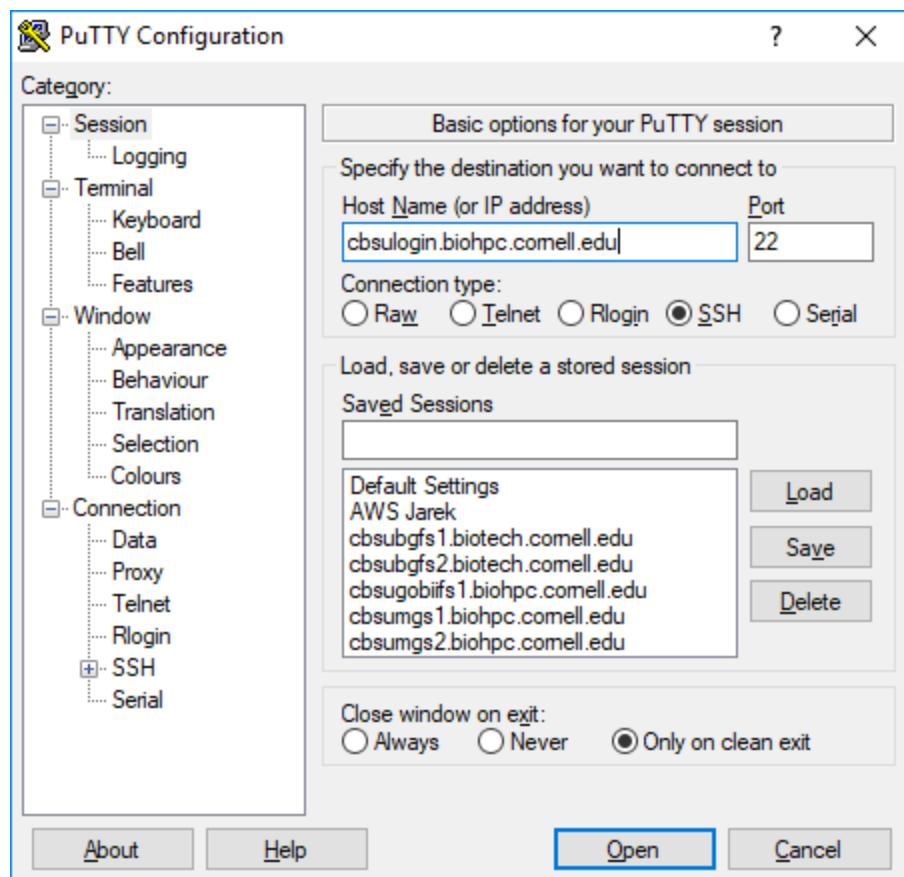 PuTTY Configuration
?
Category:
Session
Logging
Terminal
Keyboard
Bell
Features
Window
Appearance
Behaviour
Translation
Selection
Colours
Connection
Data
Proxy
Telnet
Rlogin
SSH
Serial
Basic options for your PuTTY session
Specify the destination you want to connect to
Host Name (or IP address) Port
cbsulogin.biohpc.cornell.edu 22
Connection type:
Raw Telnet Rlogin SSH Serial
Load, save or delete a stored session
Saved Sessions
Default Settings
AWS Jarek
cbsubgfs1.biotech.cornell.edu
cbsubgfs2.biotech.cornell.edu
cbsugobiifs1.biohpc.cornell.edu
cbsumgs1.biohpc.cornell.edu
cbsumgs2.biohpc.cornell.edu
Load
Save
Delete
Close window on exit:
Always Never Only on clean exit
About Help Open Cancel